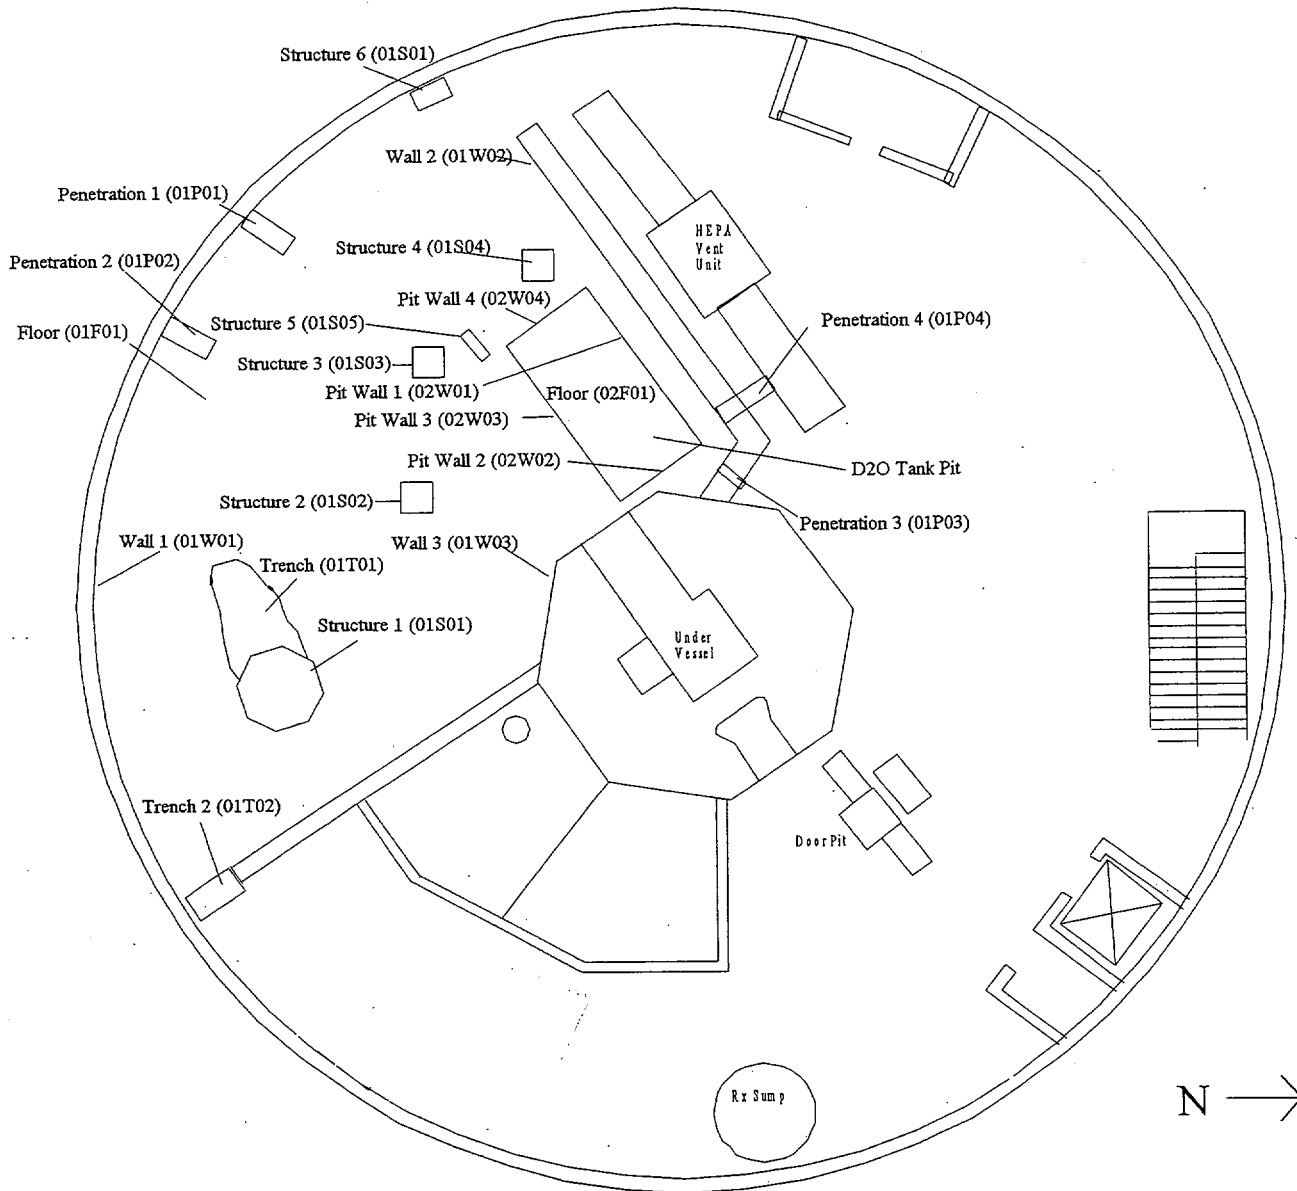 Structure 6 (01S01)
Wall 2 (01W02)
Penetration 1 (01P01)
HEPA
Vent
Unit
Structure 4 (01S04)
Penetration 2 (01P02)
Pit Wall 4 (02W04)
Floor (01F01)
Structure 5 (01S05)
Penetration 4 (01P04)
Structure 3 (01S03)
Pit Wall 1 (02W01)
Floor (02F01)
Pit Wall 3 (02W03)
Pit Wall 2 (02W02)
D2O Tank Pit
Structure 2 (01S02)
Penetration 3 (01P03)
Wall 1 (01W01)
Wall 3 (01W03)
Trench (01T01)
Structure 1 (01S01)
Under
Vessel
Trench 2 (01T02)
Door Pit
Rx Sump
N